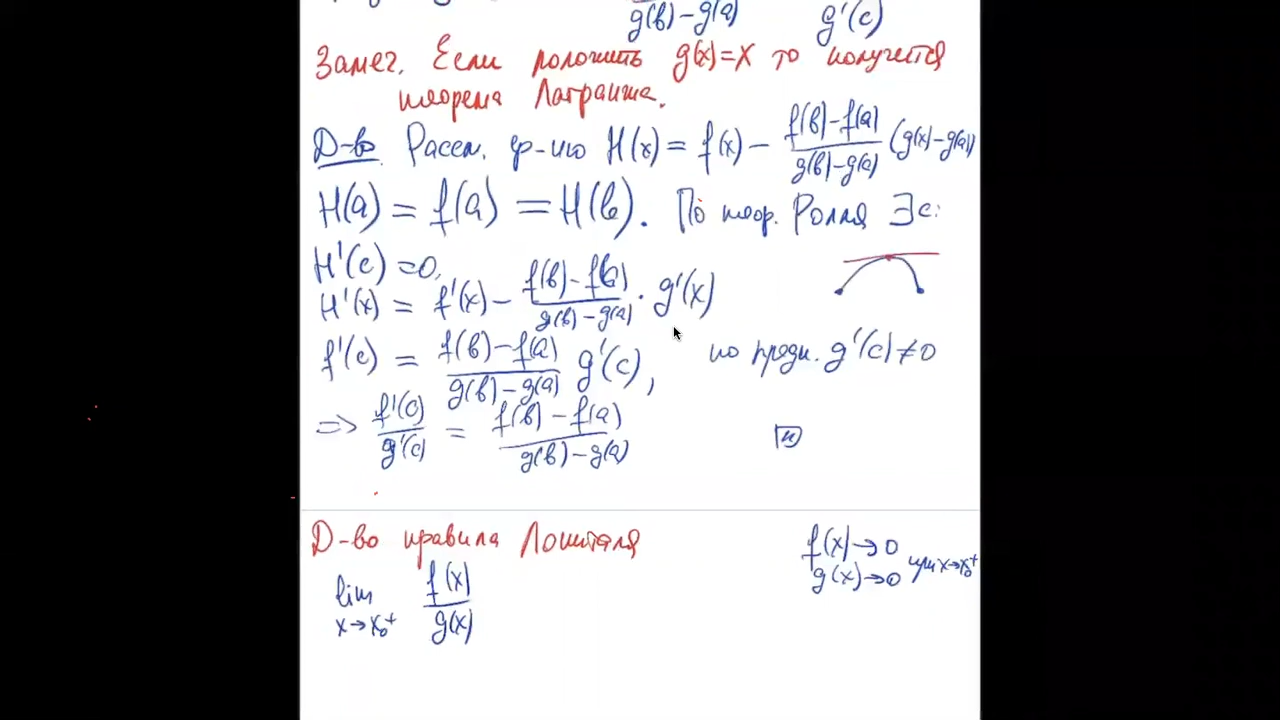 g(в)-g(a) g'(c)
Замеч. Если положить g(x)=x то получется
теорема Лагранжа.
Д-во Рассм. ф-ию H(x) = f(x) - (f(в)-f(a))/(g(в)-g(a)) (g(x)-g(a))
H(a) = f(a) = H(в). По теор. Ролля ∃c:
H'(c) = 0,
H'(x) = f'(x) - (f(в)-f(a))/(g(в)-g(a)) · g'(x)
f'(c) = (f(в)-f(a))/(g(в)-g(a)) g'(c), по предп. g'(c)≠0
=> f'(c)/g'(c) = (f(в)-f(a))/(g(в)-g(a))
Д-во правила Лопиталя
f(x)→0
g(x)→0 при x→x₀⁺
lim x→x₀⁺ f(x)/g(x)